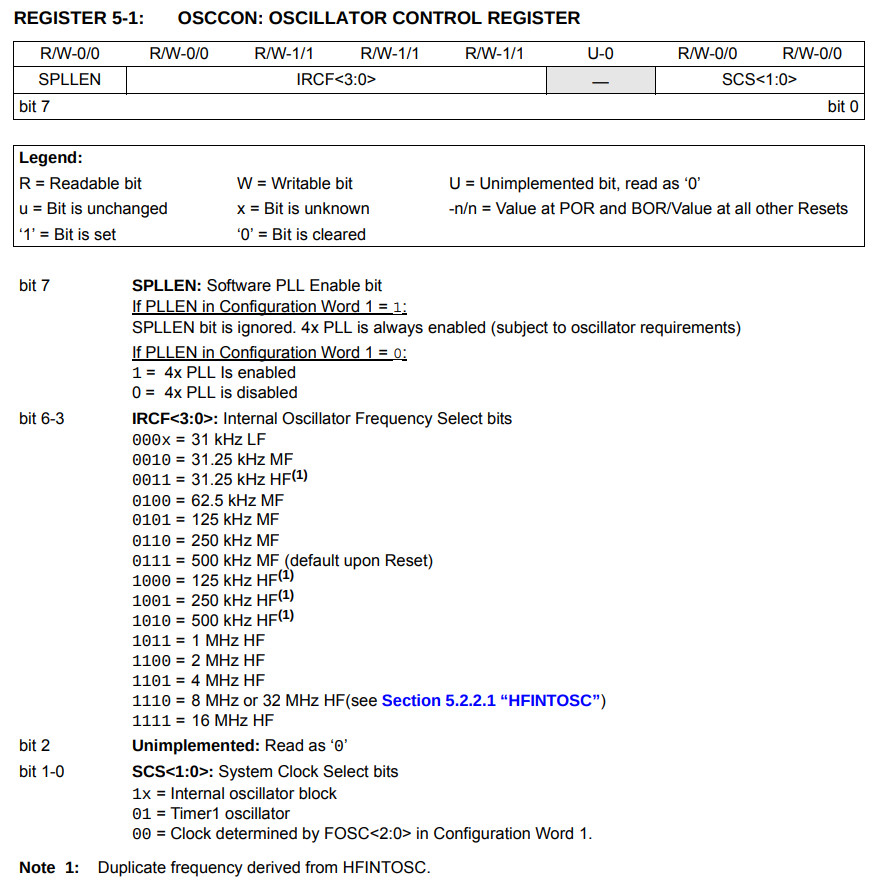 REGISTER 5-1: OSCCON: OSCILLATOR CONTROL REGISTER
R/W-0/0 R/W-0/0 R/W-1/1 R/W-1/1 R/W-1/1 U-0 R/W-0/0 R/W-0/0
SPLLEN IRCF<3:0> — SCS<1:0>
bit 7 bit 0
Legend:
R = Readable bit W = Writable bit U = Unimplemented bit, read as ‘0’
u = Bit is unchanged x = Bit is unknown -n/n = Value at POR and BOR/Value at all other Resets
‘1’ = Bit is set ‘0’ = Bit is cleared
bit 7 SPLLEN: Software PLL Enable bit
If PLLEN in Configuration Word 1 = 1:
SPLLEN bit is ignored. 4x PLL is always enabled (subject to oscillator requirements)
If PLLEN in Configuration Word 1 = 0:
1 = 4x PLL Is enabled
0 = 4x PLL is disabled
bit 6-3 IRCF<3:0>: Internal Oscillator Frequency Select bits
000x = 31 kHz LF
0010 = 31.25 kHz MF
0011 = 31.25 kHz HF(1)
0100 = 62.5 kHz MF
0101 = 125 kHz MF
0110 = 250 kHz MF
0111 = 500 kHz MF (default upon Reset)
1000 = 125 kHz HF(1)
1001 = 250 kHz HF(1)
1010 = 500 kHz HF(1)
1011 = 1 MHz HF
1100 = 2 MHz HF
1101 = 4 MHz HF
1110 = 8 MHz or 32 MHz HF(see Section 5.2.2.1 “HFINTOSC”)
1111 = 16 MHz HF
bit 2 Unimplemented: Read as ‘0’
bit 1-0 SCS<1:0>: System Clock Select bits
1x = Internal oscillator block
01 = Timer1 oscillator
00 = Clock determined by FOSC<2:0> in Configuration Word 1.
Note 1: Duplicate frequency derived from HFINTOSC.